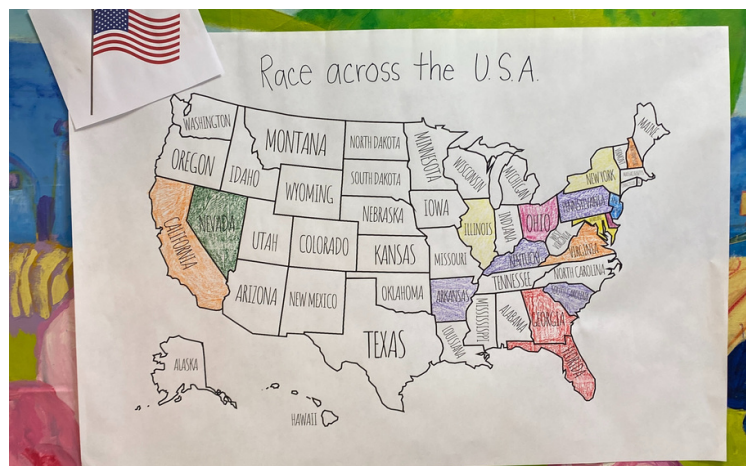 Race across the U.S.A.
WASHINGTON
MONTANA
NORTH DAKOTA
MINNESOTA
MAINE
OREGON
IDAHO
SOUTH DAKOTA
WISCONSIN
MICHIGAN
NEW YORK
WYOMING
NEVADA
NEBRASKA
IOWA
ILLINOIS
INDIANA
OHIO
PENNSYLVANIA
CALIFORNIA
UTAH
COLORADO
KANSAS
MISSOURI
KENTUCKY
VIRGINIA
ARIZONA
NEW MEXICO
OKLAHOMA
ARKANSAS
TENNESSEE
NORTH CAROLINA
SOUTH CAROLINA
TEXAS
LOUISIANA
MISSISSIPPI
ALABAMA
GEORGIA
FLORIDA
ALASKA
HAWAII